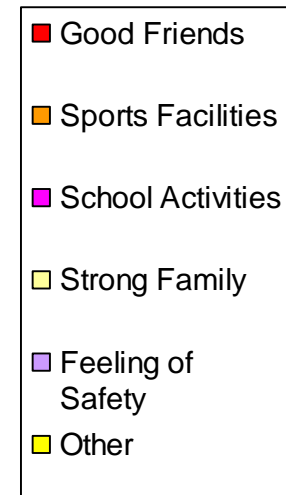 Good Friends
Sports Facilities
School Activities
Strong Family
Feeling of
Safety
Other